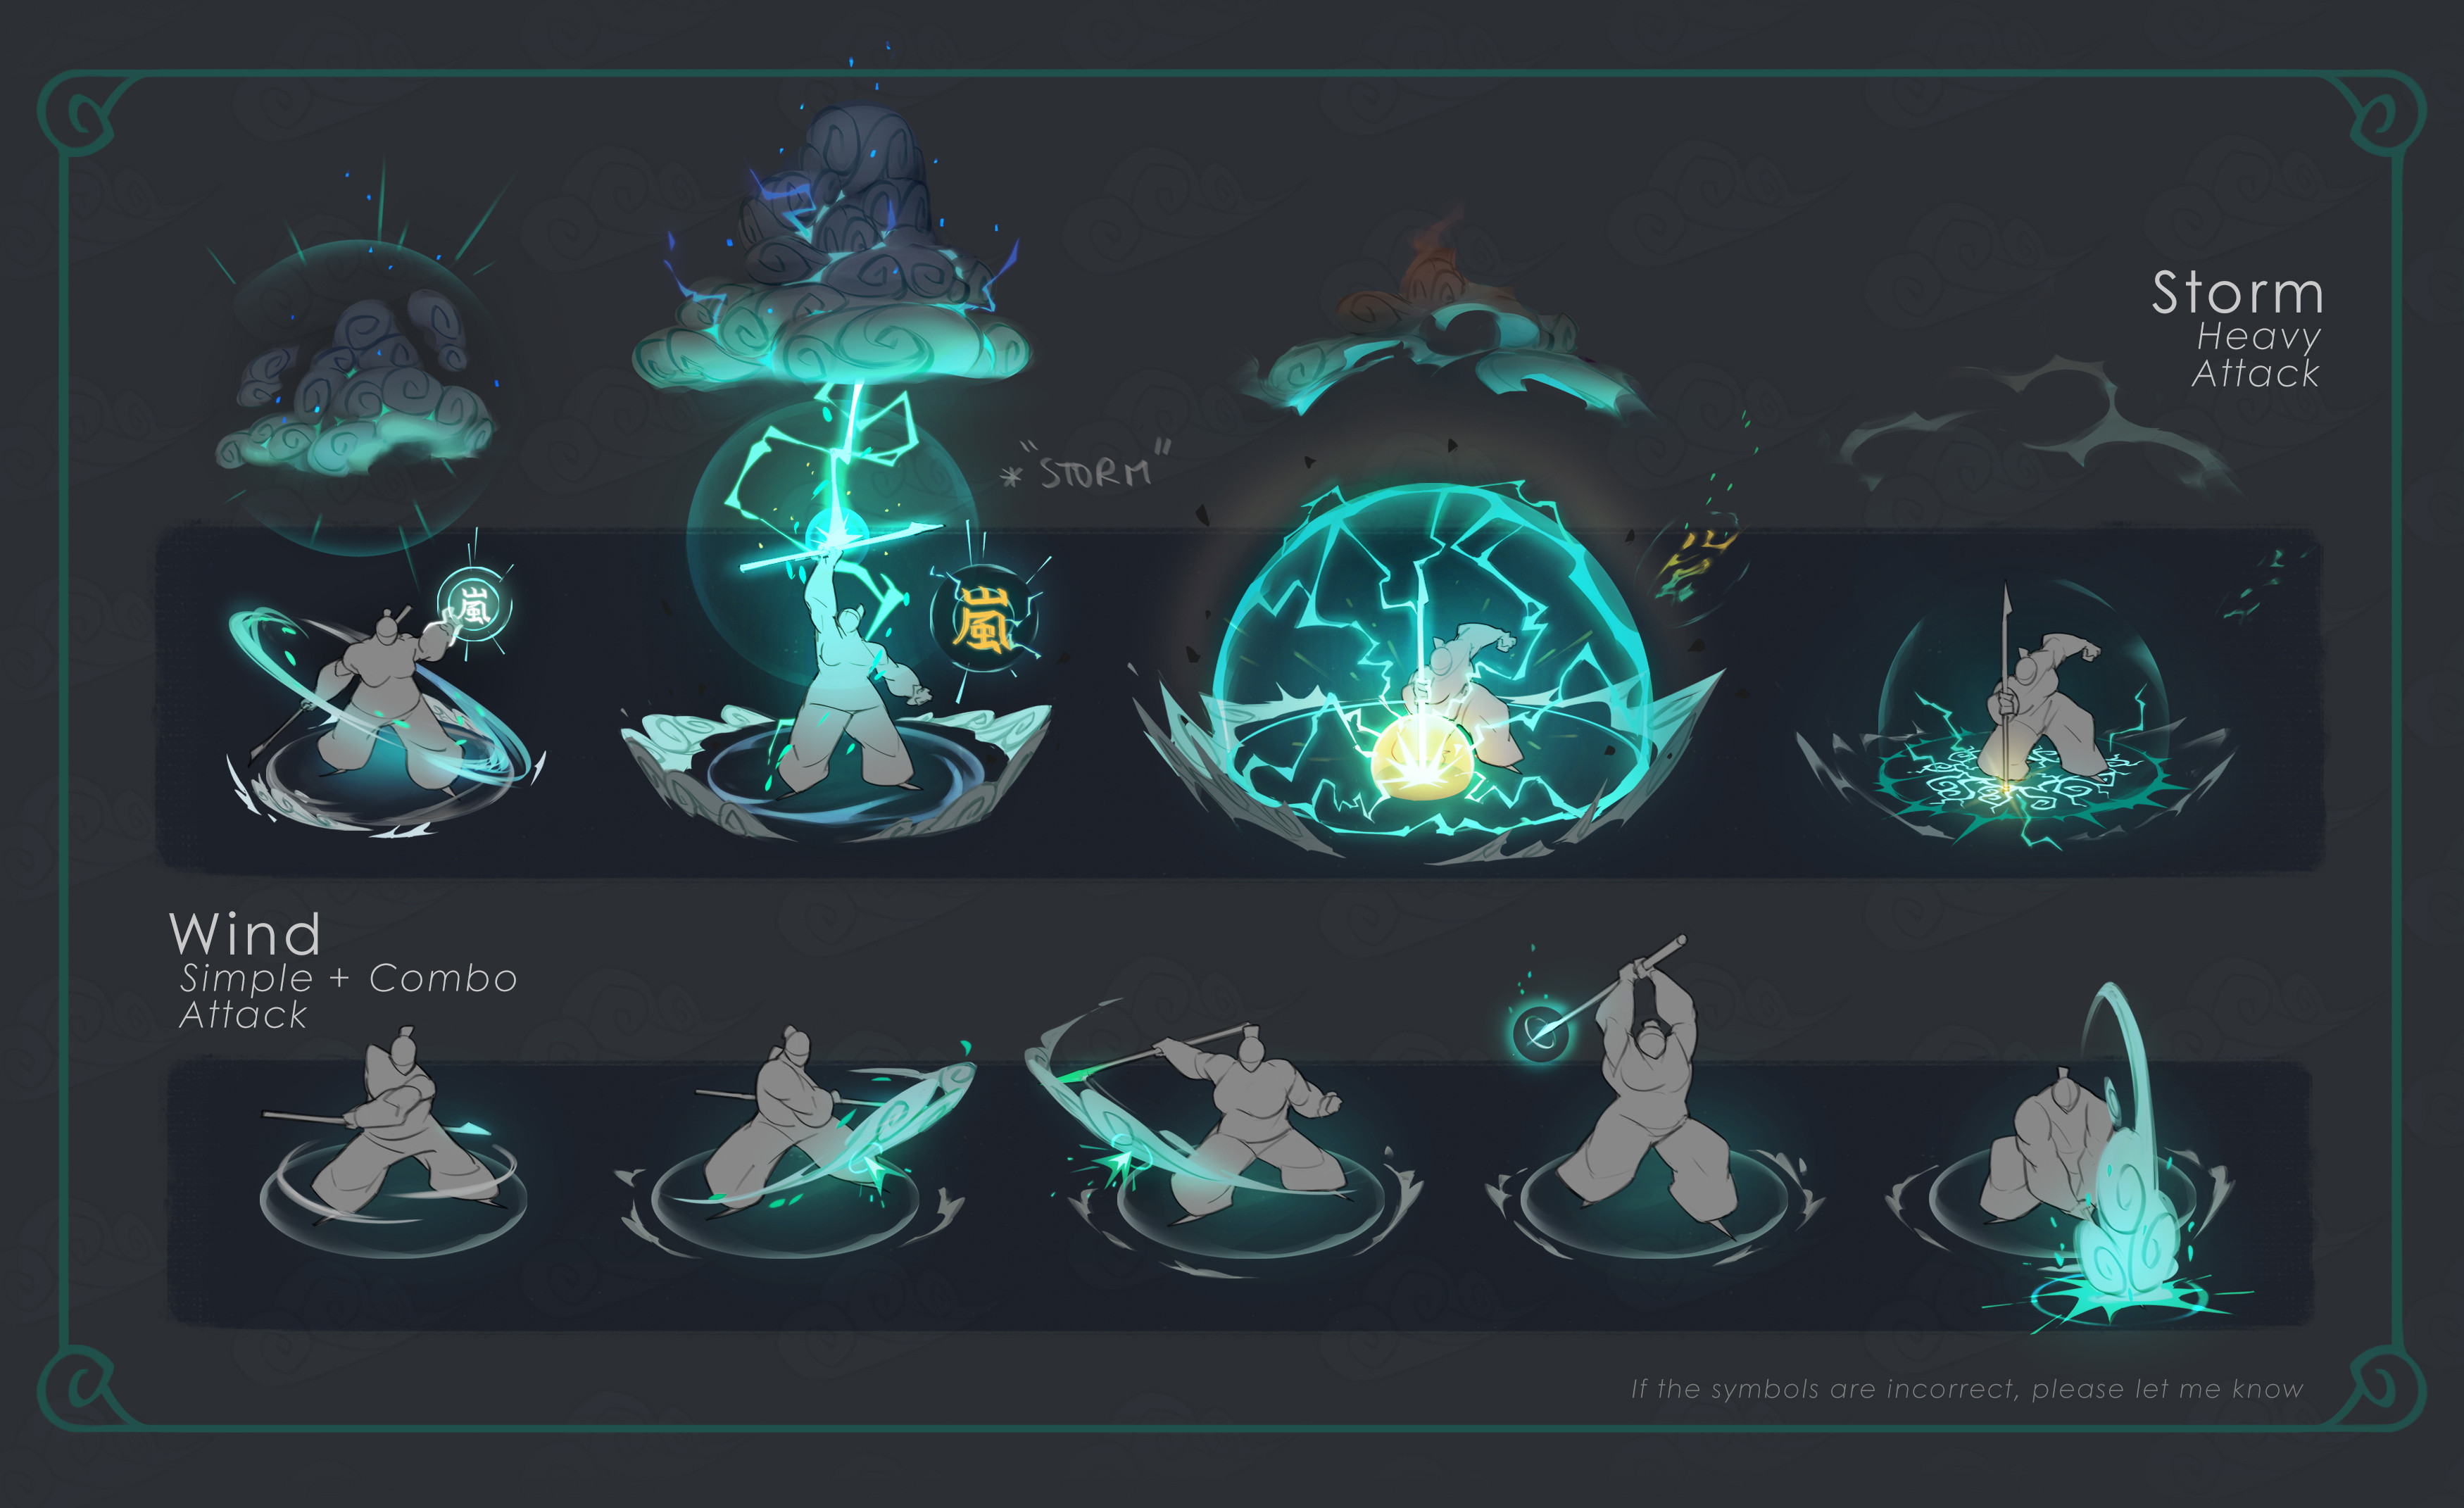 Storm
Heavy
Attack
*"STORM"
嵐
嵐
Wind
Simple + Combo
Attack
If the symbols are incorrect, please let me know